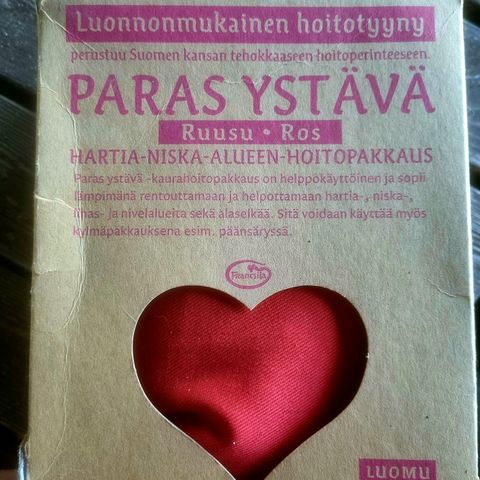 Luonnonmukainen hoitotyyny
perustuu Suomen kansan tehokkaaseen hoitoperinteeseen.
PARAS YSTÄVÄ
Ruusu • Ros
HARTIA-NISKA-ALUEEN-HOITOPAKKAUS
Paras ystävä -kaurahoitopakkaus on helppokäyttöinen ja sopii
lämpimänä rentouttamaan ja helpottamaan hartia-, niska-,
lihas- ja nivelalueita sekä alaselkää. Sitä voidaan käyttää myös
kylmäpakkauksena esim. päänsäryssä.
FRANTSILA
LUOMU